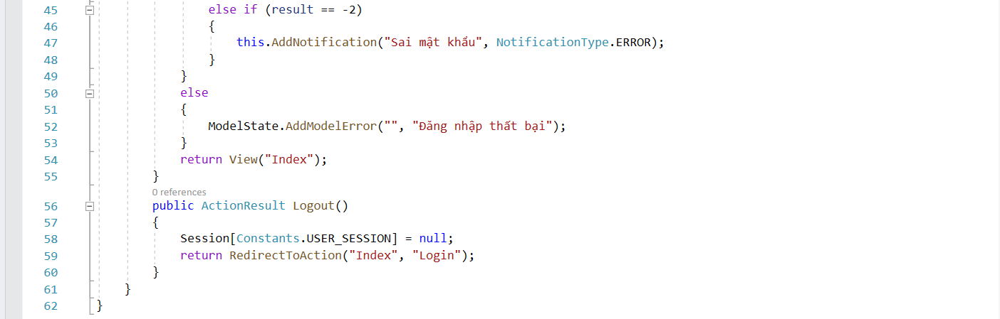 45 else if (result == -2)
46 {
47 this.AddNotification("Sai mật khẩu", NotificationType.ERROR);
48 }
49 }
50 else
51 {
52 ModelState.AddModelError("", "Đăng nhập thất bại");
53 }
54 return View("Index");
55 }
0 references
56 public ActionResult Logout()
57 {
58 Session[Constants.USER_SESSION] = null;
59 return RedirectToAction("Index", "Login");
60 }
61 }
62 }